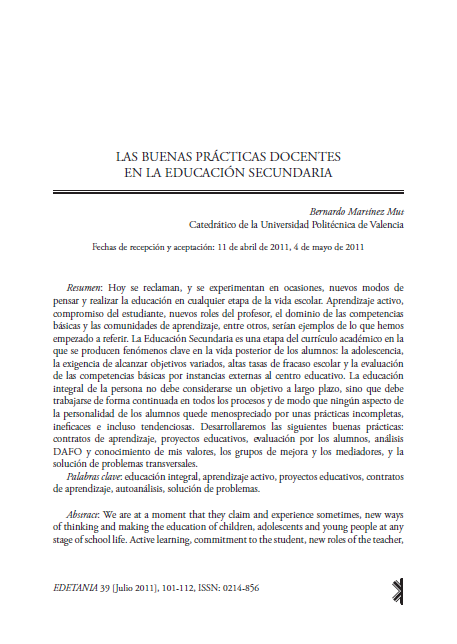 LAS BUENAS PRÁCTICAS DOCENTES
EN LA EDUCACIÓN SECUNDARIA
Bernardo Martínez Mus
Catedrático de la Universidad Politécnica de Valencia
Fechas de recepción y aceptación: 11 de abril de 2011, 4 de mayo de 2011
Resumen: Hoy se reclaman, y se experimentan en ocasiones, nuevos modos de
pensar y realizar la educación en cualquier etapa de la vida escolar. Aprendizaje activo,
compromiso del estudiante, nuevos roles del profesor, el dominio de las competencias
básicas y las comunidades de aprendizaje, entre otros, serían ejemplos de lo que hemos
empezado a referir. La Educación Secundaria es una etapa del currículo académico en la
que se producen fenómenos clave en la vida posterior de los alumnos: la adolescencia,
la exigencia de alcanzar objetivos variados, altas tasas de fracaso escolar y la evaluación
de las competencias básicas por instancias externas al centro educativo. La educación
integral de la persona no debe considerarse un objetivo a largo plazo, sino que debe
trabajarse de forma continuada en todos los procesos y de modo que ningún aspecto de
la personalidad de los alumnos quede menospreciado por unas prácticas incompletas,
ineficaces e incluso tendenciosas. Desarrollaremos las siguientes buenas prácticas:
contratos de aprendizaje, proyectos educativos, evaluación por los alumnos, análisis
DAFO y conocimiento de mis valores, los grupos de mejora y los mediadores, y la
solución de problemas transversales.
Palabras clave: educación integral, aprendizaje activo, proyectos educativos, contratos
de aprendizaje, autoanálisis, solución de problemas.
Abstract: We are at a moment that they claim and experience sometimes, new ways
of thinking and making the education of children, adolescents and young people at any
stage of school life. Active learning, commitment to the student, new roles of the teacher,
EDETANIA 39 [Julio 2011], 101-112, ISSN: 0214-856